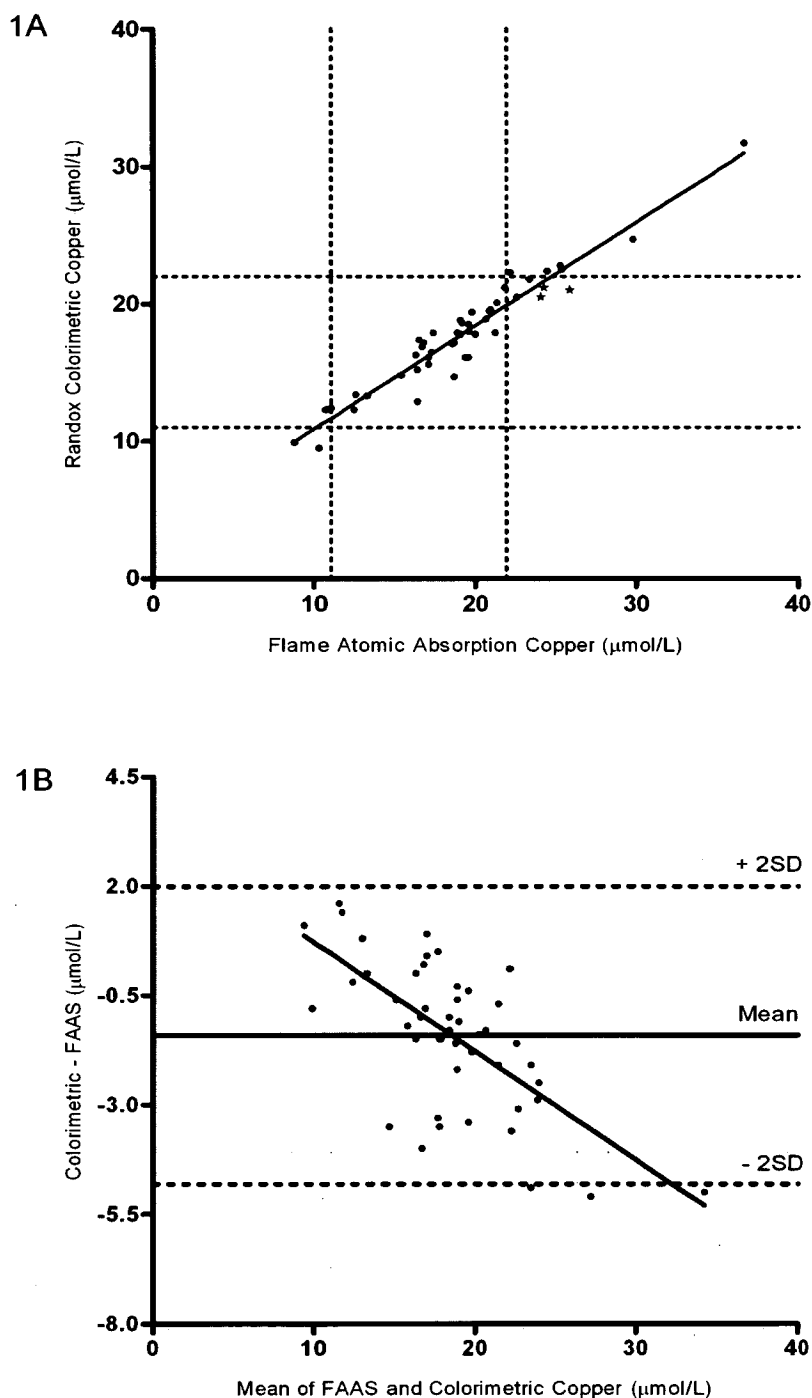 1A
40
30
20
10
0
Randox Colorimetric Copper (μmol/L)
0 10 20 30 40
Flame Atomic Absorption Copper (μmol/L)
1B
4.5
2.0
-0.5
-3.0
-5.5
-8.0
Colorimetric - FAAS (μmol/L)
+ 2SD
Mean
- 2SD
0 10 20 30 40
Mean of FAAS and Colorimetric Copper (μmol/L)